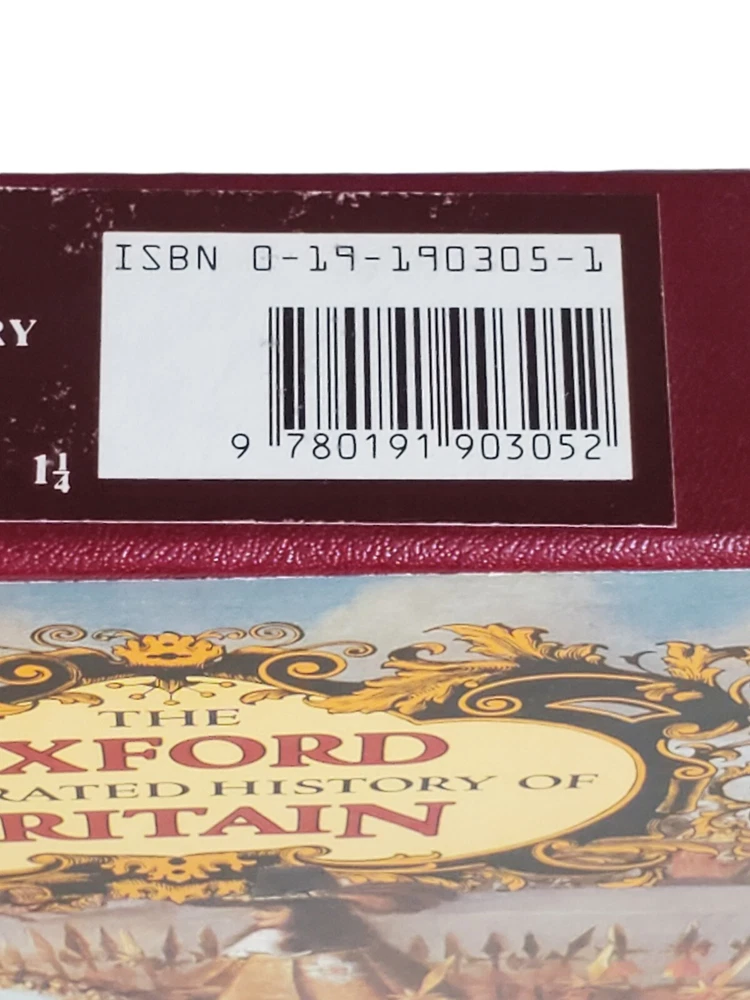 ISBN 0-19-190305-1
RY
9 780191 903052
1¼
THE
XFORD
RATED HISTORY OF
RITAIN